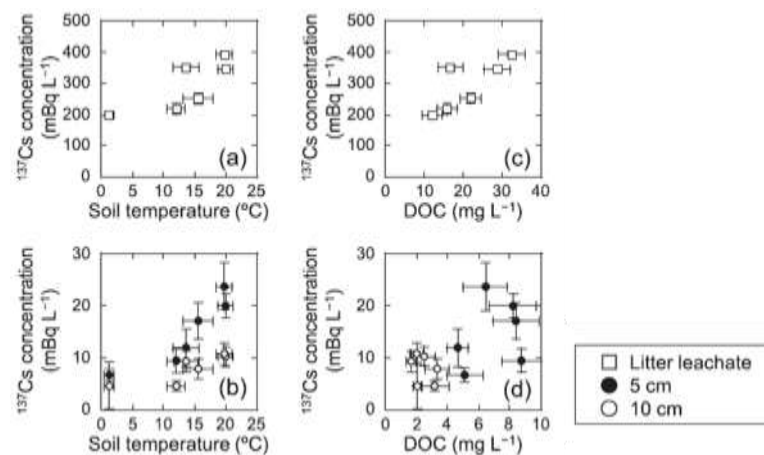 500
400
300
200
100
0
¹³⁷Cs concentration
(mBq L⁻¹)
(a)
0 5 10 15 20 25
Soil temperature (ºC)
500
400
300
200
100
0
¹³⁷Cs concentration
(mBq L⁻¹)
(c)
0 10 20 30 40
DOC (mg L⁻¹)
30
20
10
0
¹³⁷Cs concentration
(mBq L⁻¹)
(b)
0 5 10 15 20 25
Soil temperature (ºC)
30
20
10
0
¹³⁷Cs concentration
(mBq L⁻¹)
(d)
0 2 4 6 8 10
DOC (mg L⁻¹)
Litter leachate
5 cm
10 cm